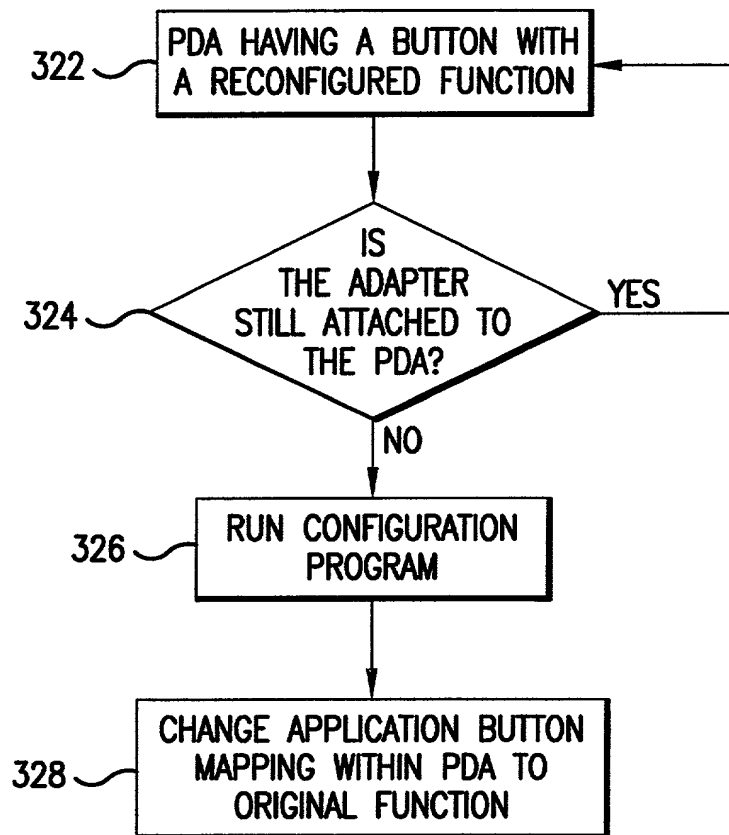 PDA HAVING A BUTTON WITH
322
A RECONFIGURED FUNCTION
IS
THE ADAPTER
324
STILL ATTACHED TO
YES
THE PDA?
NO
326
RUN CONFIGURATION
PROGRAM
CHANGE APPLICATION BUTTON
328
MAPPING WITHIN PDA TO
ORIGINAL FUNCTION